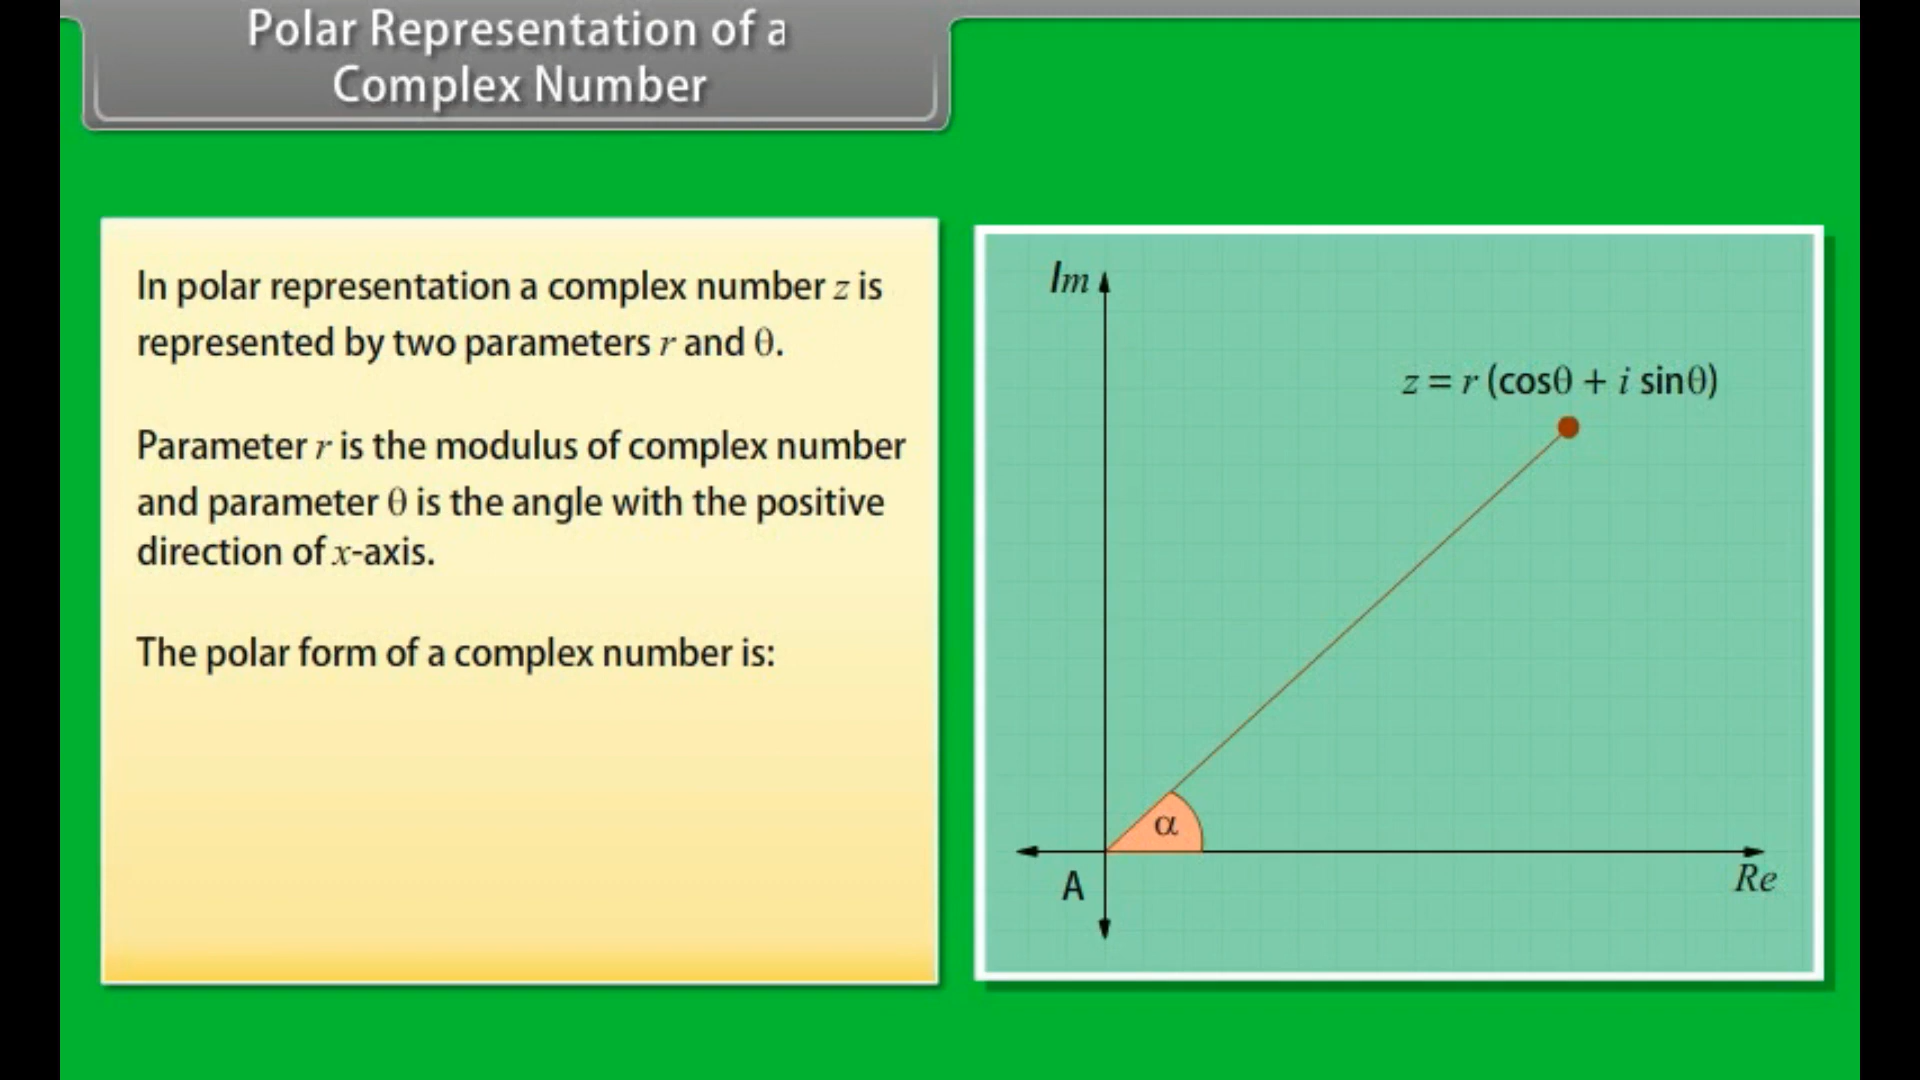 Polar Representation of a
Complex Number
In polar representation a complex number z is
represented by two parameters r and θ.
Parameter r is the modulus of complex number
and parameter θ is the angle with the positive
direction of x-axis.
The polar form of a complex number is:
Im
z = r (cosθ + i sinθ)
α
A
Re